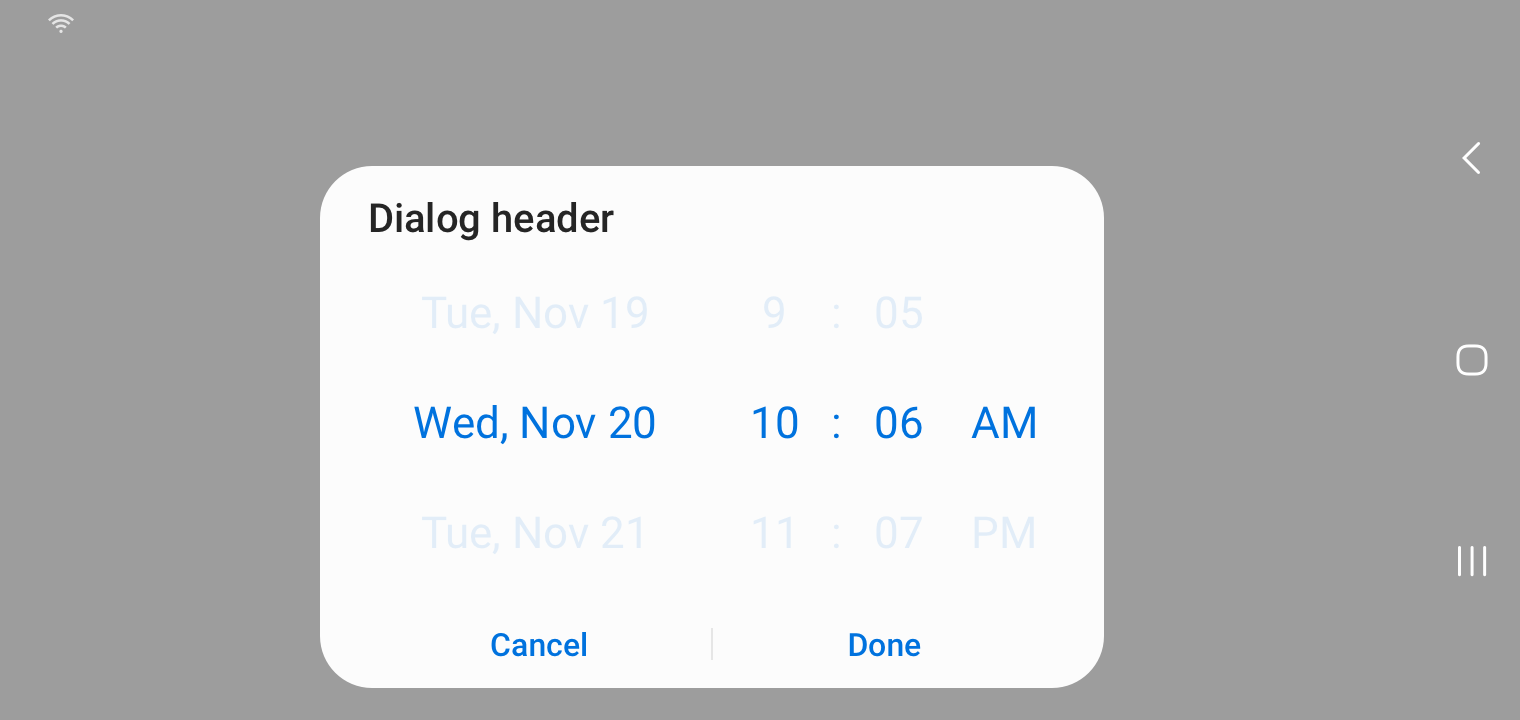 Dialog header
Tue, Nov 19 9 : 05
Wed, Nov 20 10 : 06 AM
Tue, Nov 21 11 : 07 PM
Cancel Done